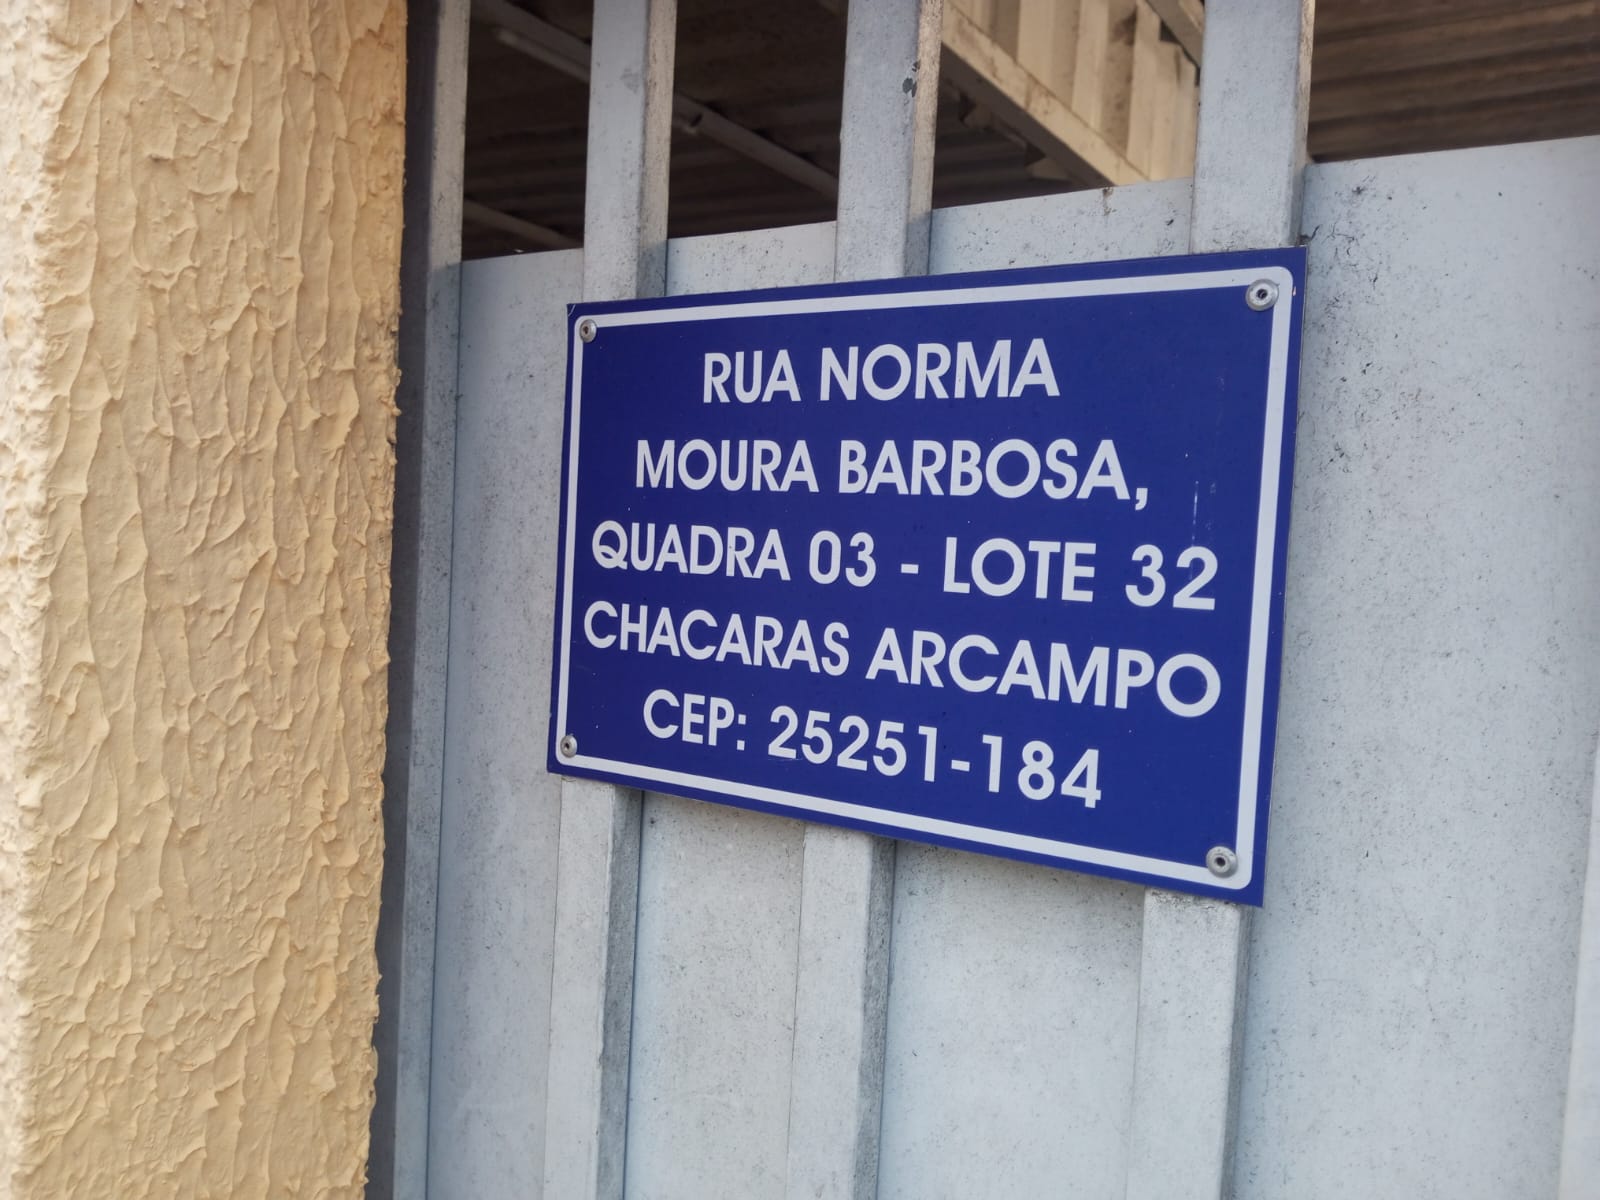 RUA NORMA
MOURA BARBOSA,
QUADRA 03 - LOTE 32
CHACARAS ARCAMPO
CEP: 25251-184